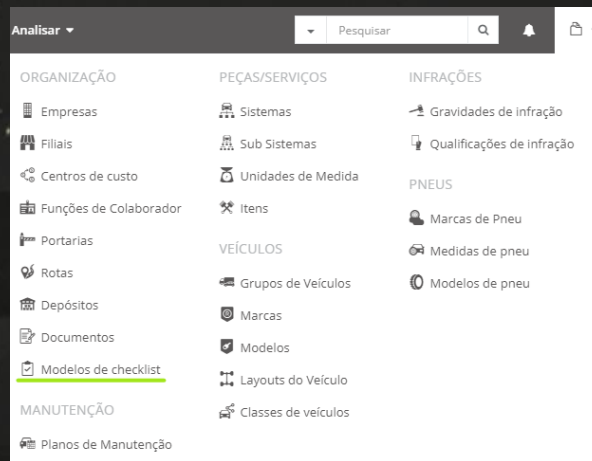 Analisar
Pesquisar
ORGANIZAÇÃO
Empresas
Filiais
Centros de custo
Funções de Colaborador
Portarias
Rotas
Depósitos
Documentos
Modelos de checklist
MANUTENÇÃO
Planos de Manutenção
PEÇAS/SERVIÇOS
Sistemas
Sub Sistemas
Unidades de Medida
Itens
VEÍCULOS
Grupos de Veículos
Marcas
Modelos
Layouts do Veículo
Classes de veículos
INFRAÇÕES
Gravidades de infração
Qualificações de infração
PNEUS
Marcas de Pneu
Medidas de pneu
Modelos de pneu